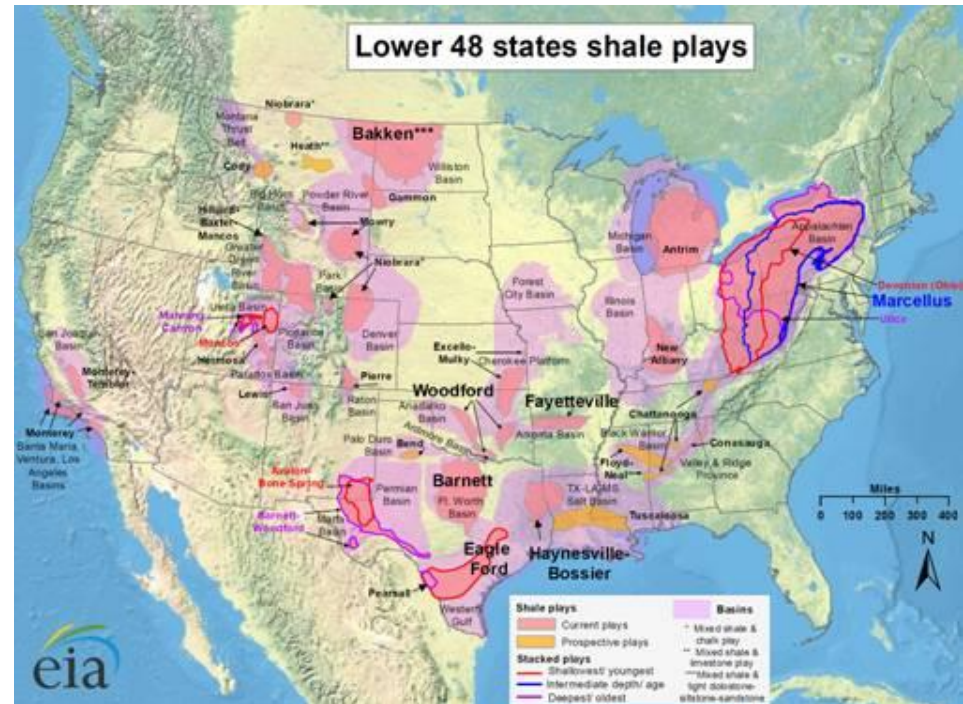 Lower 48 states shale plays
Niobrara*
Montana
Thrust
Belt
Bakken***
Heath**
Cody
Williston
Basin
Big Horn
Basin
Powder River
Basin
Gammon
Hilliard-
Baxter-
Mancos
Mowry
Greater
Green
River
Basin
Niobrara*
Park
Basin
Michigan
Basin
Antrim
Appalachian
Basin
Devonian (Ohio)
Marcellus
Utica
Forest
City Basin
Illinois
Basin
Uinta Basin
Manning
Canyon
Mancos
Piceance
Basin
Denver
Basin
San Joaquin
Basin
Monterey-
Temblor
Hermosa
Paradox Basin
Excello-
Mulky
Cherokee Platform
New
Albany
Lewis
San Juan
Basin
Pierre
Raton
Basin
Woodford
Anadarko
Basin
Fayetteville
Chattanooga
Monterey
Santa Maria,
Ventura, Los
Angeles
Basins
Palo Duro
Basin
Bend
Ardmore Basin
Arkoma Basin
Black Warrior
Basin
Conasauga
Floyd-
Neal
Valley & Ridge
Province
Avalon-
Bone Spring
Permian
Basin
Barnett
Ft. Worth
Basin
TX-LA-MS
Salt Basin
Tuscaloosa
Barnett-
Woodford
Marfa
Basin
Eagle
Ford
Haynesville-
Bossier
Pearsall
Western
Gulf
Miles
0 100 200 300 400
N
Shale plays
Current plays
Prospective plays
Stacked plays
Shallowest/ youngest
Intermediate depth/ age
Deepest/ oldest
Basins
* Mixed shale &
chalk play
** Mixed shale &
limestone play
***Mixed shale &
tight dolostone-
siltstone-sandstone
eia